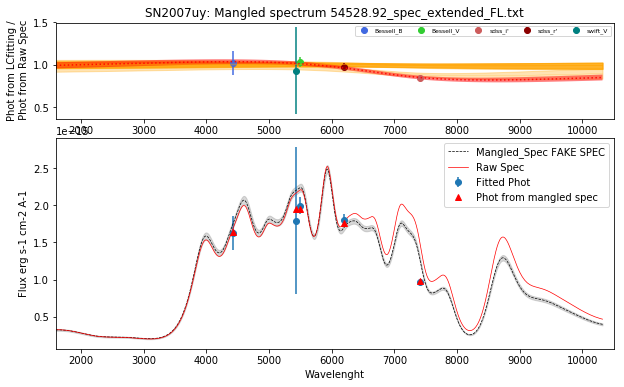 SN2007uy: Mangled spectrum 54528.92_spec_extended_FL.txt
Phot from LCfitting /
Phot from Raw Spec
1.5
1.0
0.5
Bessell_B
Bessell_V
sdss_i'
sdss_r'
swift_V
2000 3000 4000 5000 6000 7000 8000 9000 10000
Flux erg s-1 cm-2 A-1
2.5
2.0
1.5
1.0
0.5
Mangled_Spec FAKE SPEC
Raw Spec
Fitted Phot
Phot from mangled spec
2000 3000 4000 5000 6000 7000 8000 9000 10000
Wavelenght